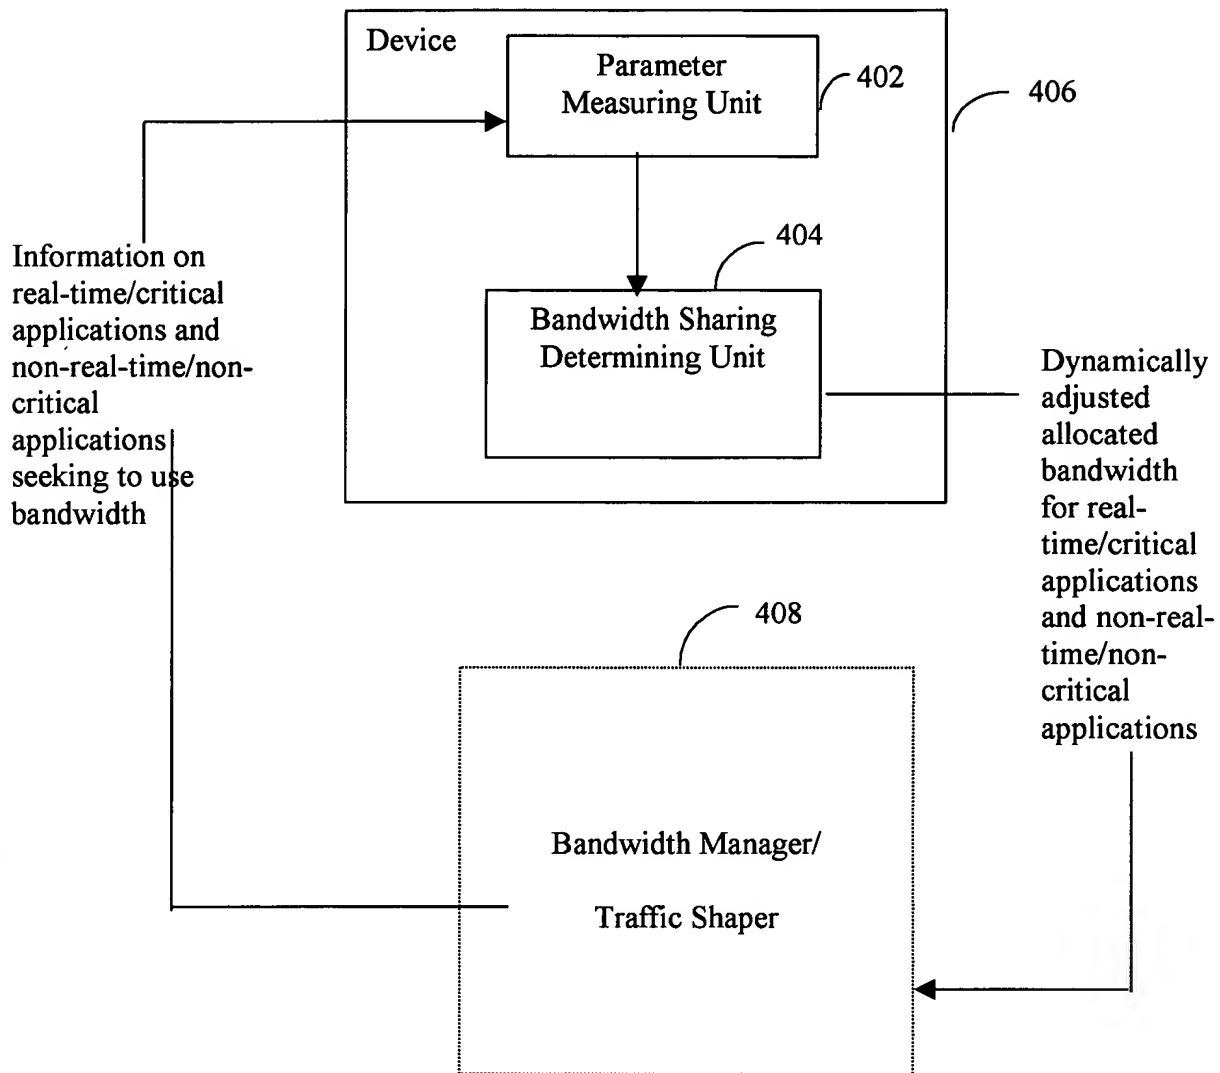 Device
Parameter
Measuring Unit
402
406
Information on
real-time/critical
applications and
non-real-time/non-
critical
applications
seeking to use
bandwidth
404
Bandwidth Sharing
Determining Unit
Dynamically
adjusted
allocated
bandwidth
for real-
time/critical
applications
and non-real-
time/non-
critical
applications
408
Bandwidth Manager/
Traffic Shaper